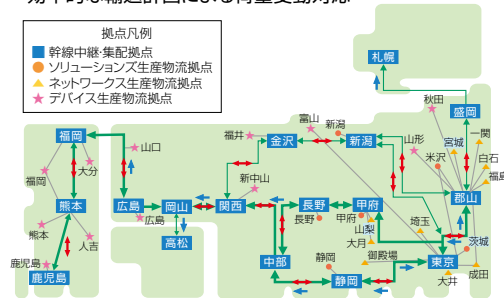 期中的な輸送計画における荷量変動対応
拠点凡例
幹線中継・集配拠点
ソリューションズ生産物流拠点
ネットワークス生産物流拠点
デバイス生産物流拠点
札幌
秋田
盛岡
富山
新潟
福井
金沢
新潟
山形
宮城
一関
米沢
白石
福島
福岡
山口
大分
福岡
新中山
熊本
広島
岡山
関西
長野
甲府
郡山
広島
長野
甲府
山梨
埼玉
大月
茨城
熊本
人吉
高松
静岡
御殿場
鹿児島
中部
東京
鹿児島
静岡
大井
成田